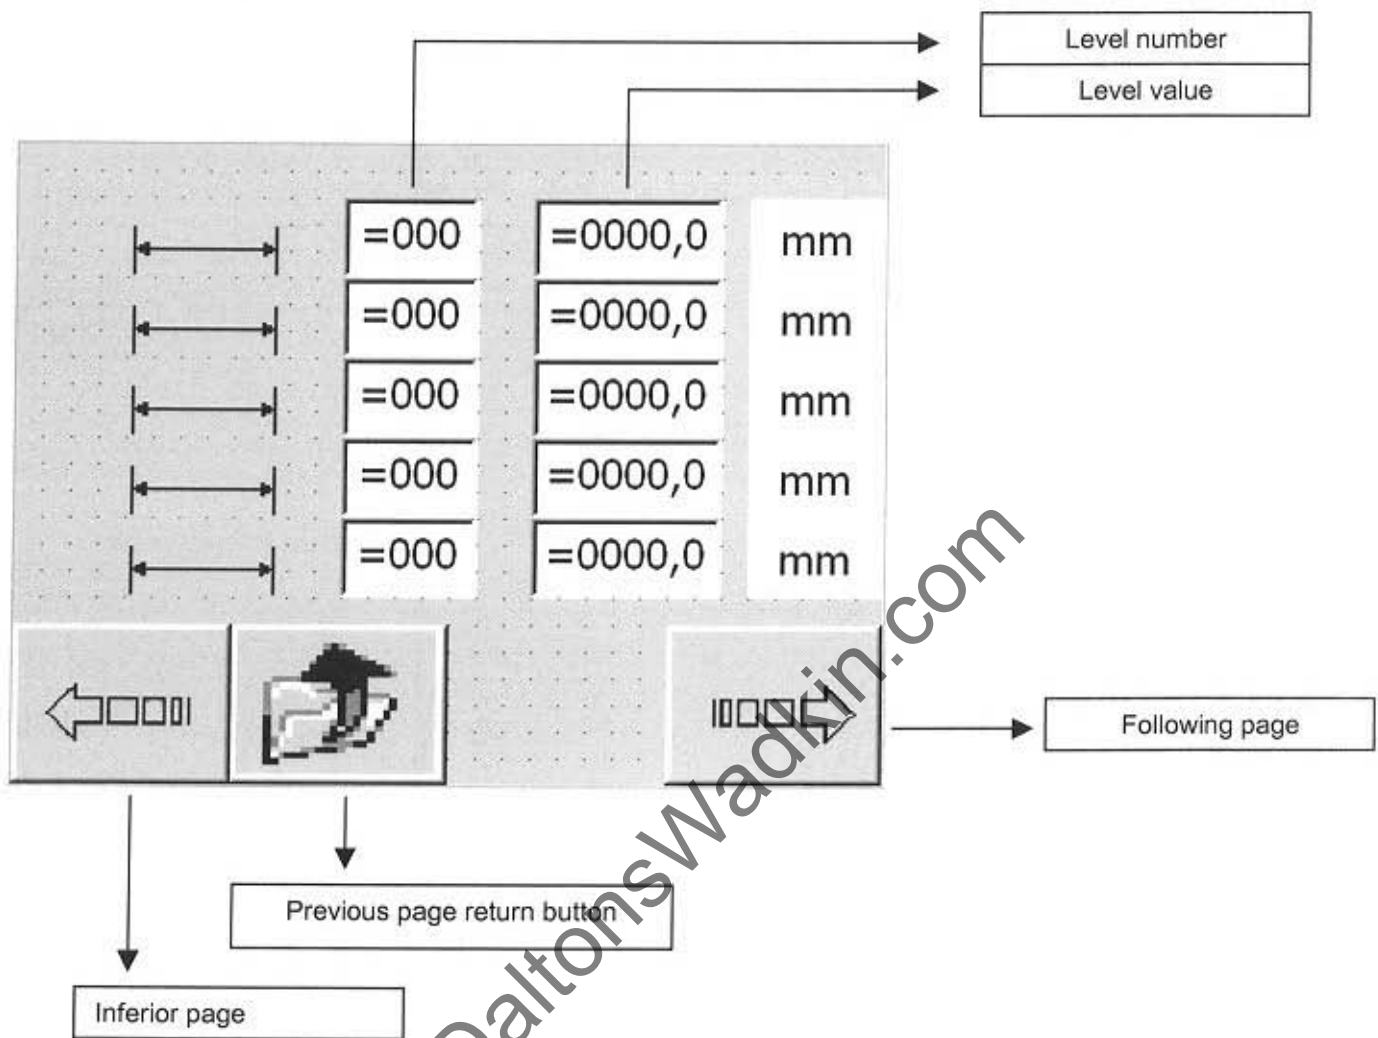 Level number
Level value
=000 =0000,0 mm
=000 =0000,0 mm
=000 =0000,0 mm
=000 =0000,0 mm
=000 =0000,0 mm
Following page
Previous page return button
Inferior page
DaltonsWadkin.com